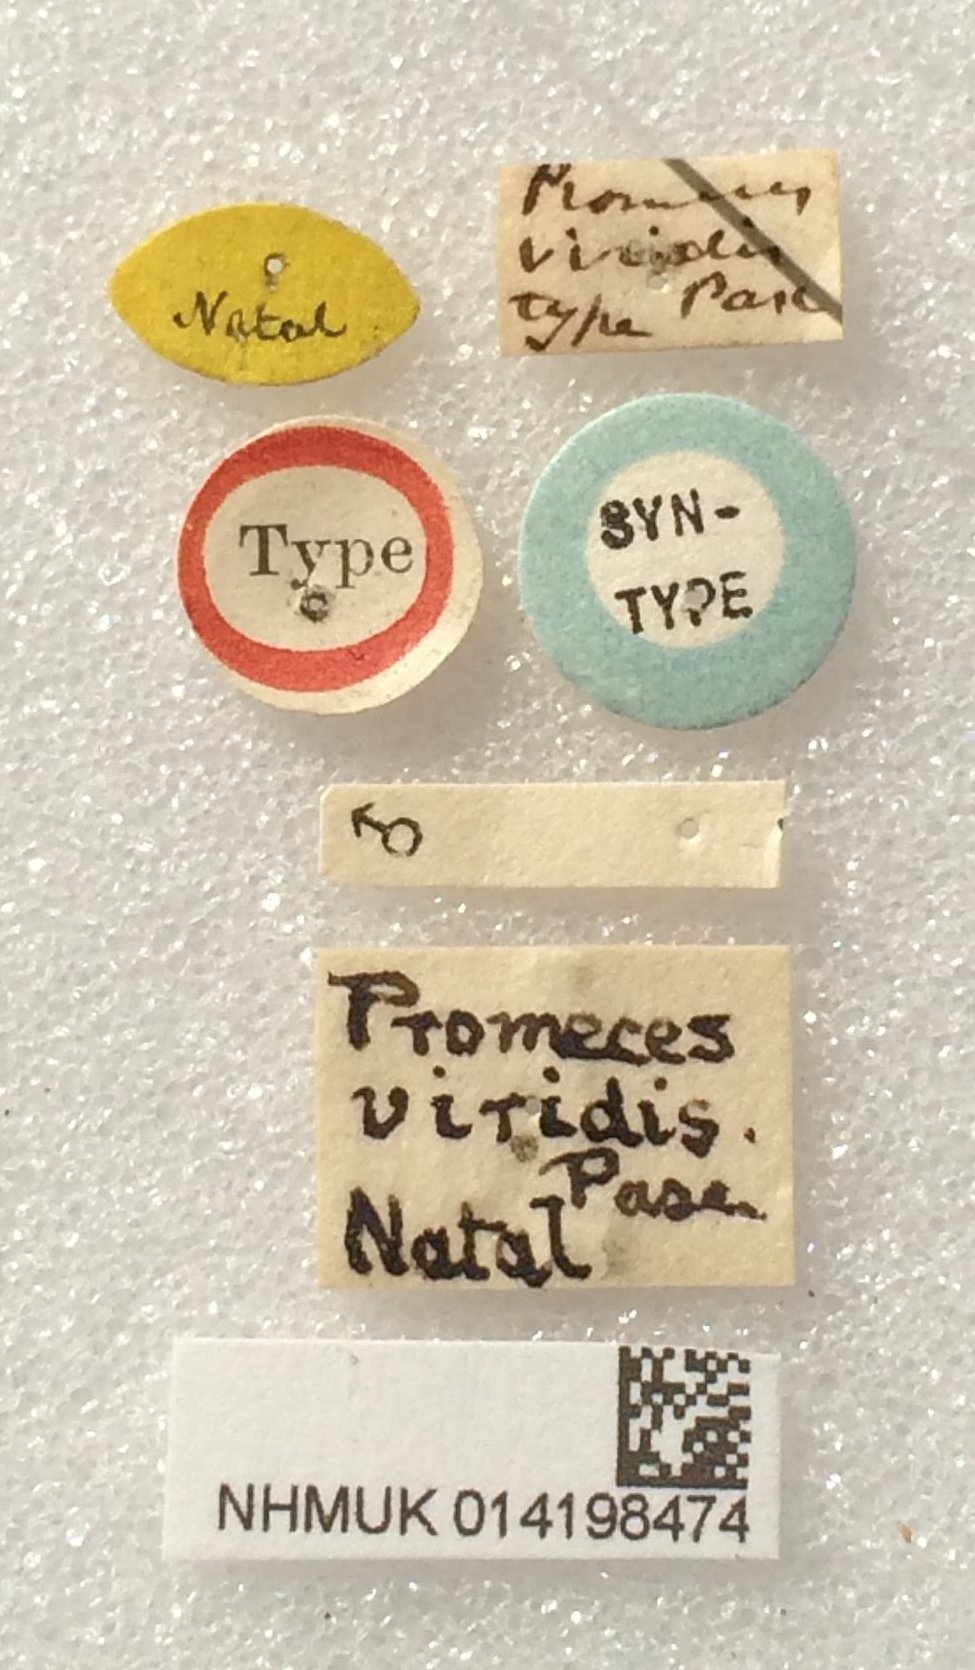 Natal
Promeces
viridis
type Pasc
Type
SYN-
TYPE
♂
Promeces
viridis.
Pasc.
Natal
NHMUK 014198474